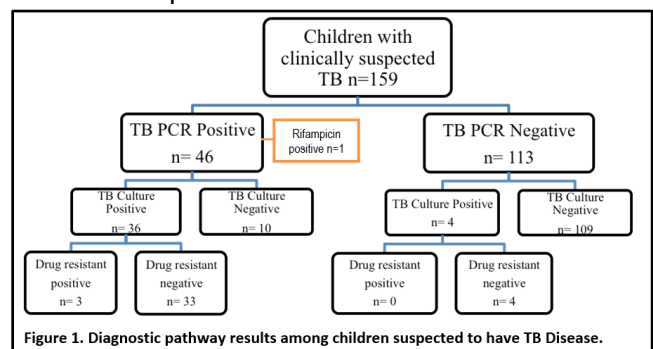 Children with
clinically suspected
TB n=159
TB PCR Positive
n= 46
Rifampicin
positive n=1
TB PCR Negative
n= 113
TB Culture
Positive
n= 36
TB Culture
Negative
n= 10
TB Culture Positive
n= 4
TB Culture
Negative
n= 109
Drug resistant
positive
n= 3
Drug resistant
negative
n= 33
Drug resistant
positive
n= 0
Drug resistant
negative
n= 4
Figure 1. Diagnostic pathway results among children suspected to have TB Disease.